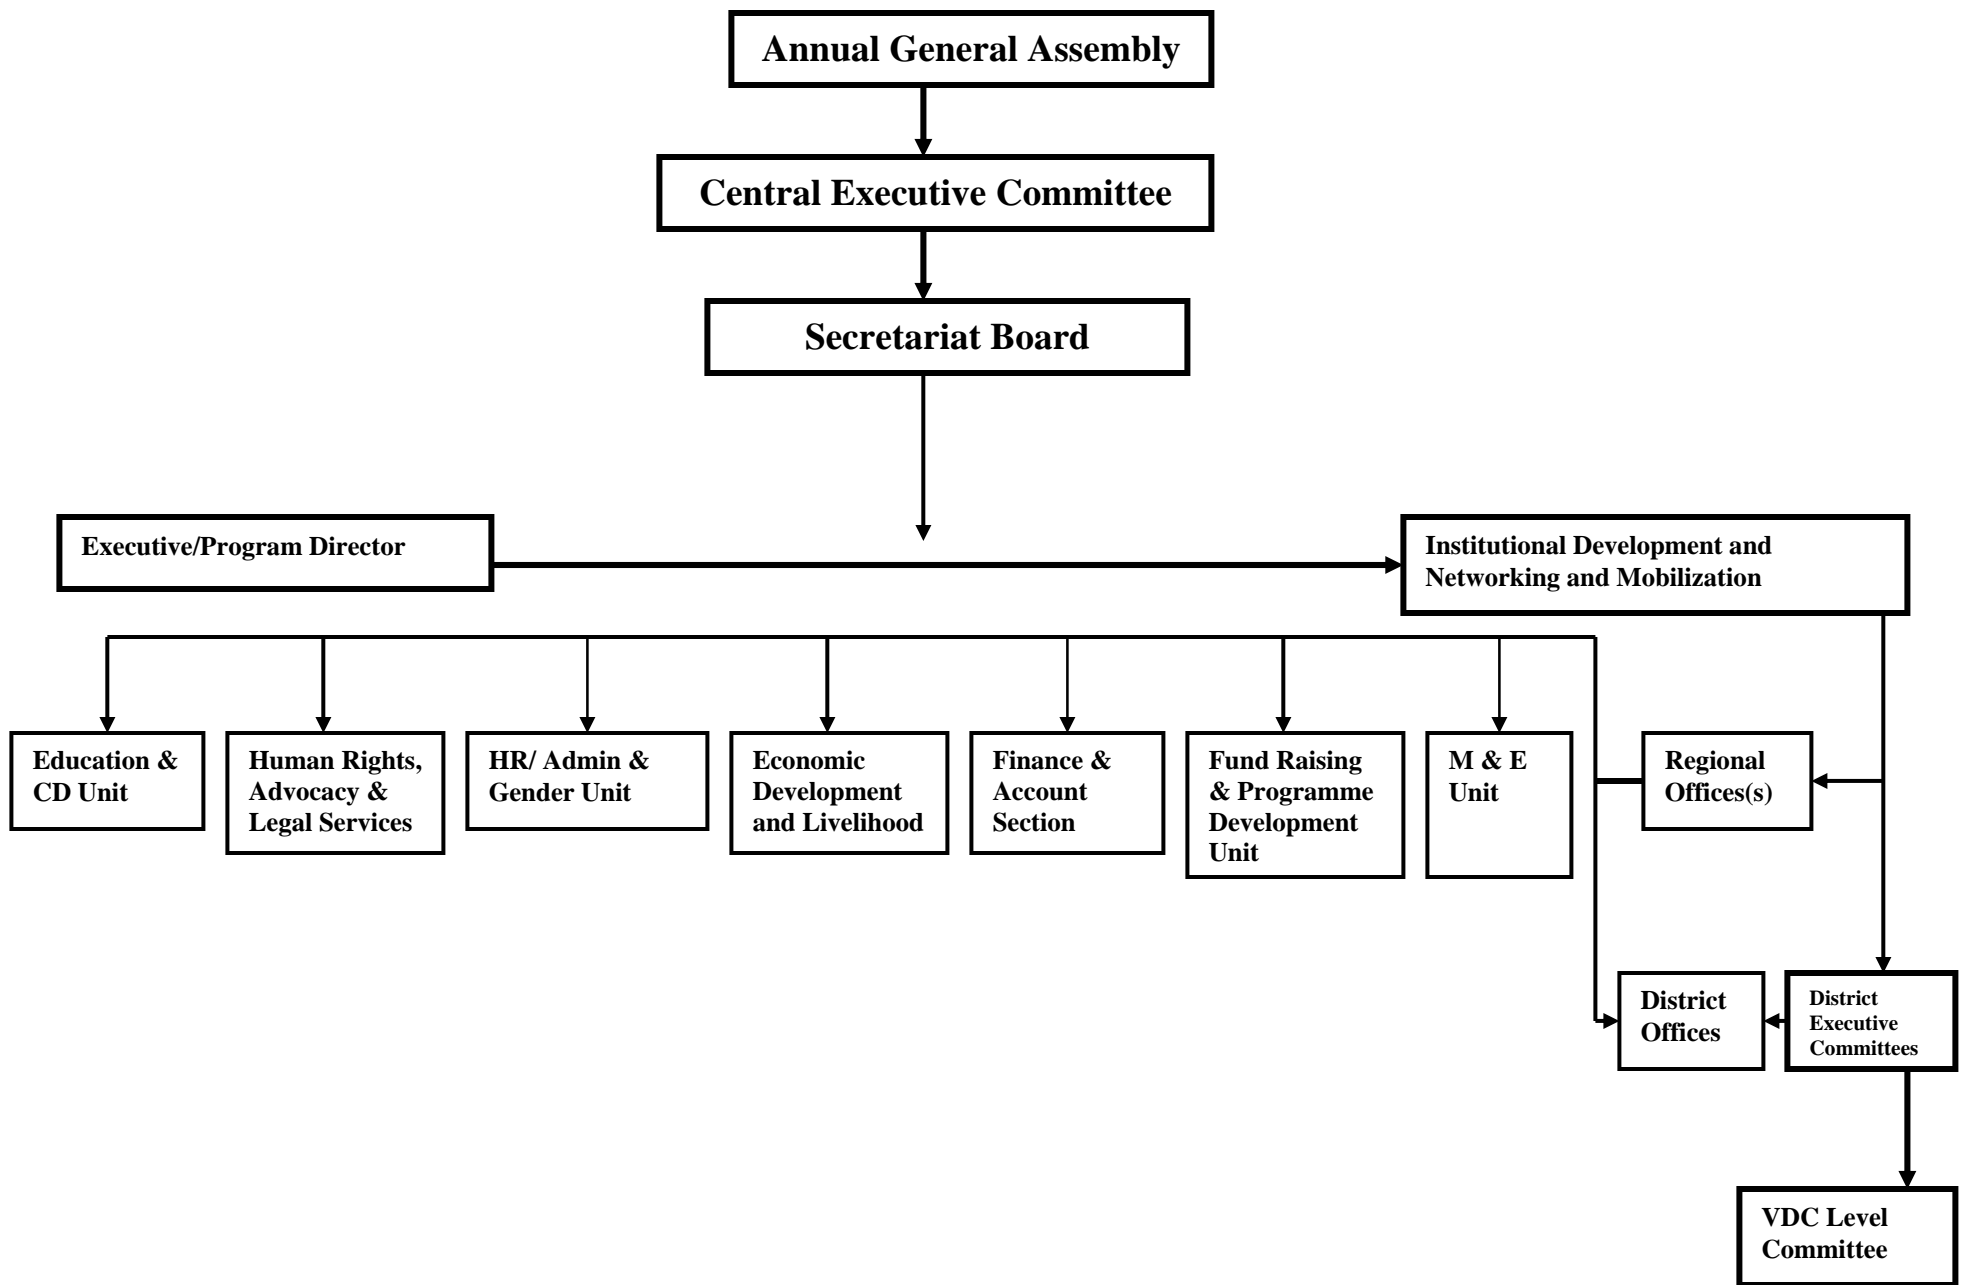 Annual General Assembly
Central Executive Committee
Secretariat Board
Executive/Program Director
Institutional Development and
Networking and Mobilization
Education &
CD Unit
Human Rights,
Advocacy &
Legal Services
HR/ Admin &
Gender Unit
Economic
Development
and Livelihood
Finance &
Account
Section
Fund Raising
& Programme
Development
Unit
M & E
Unit
Regional
Offices(s)
District
Offices
District
Executive
Committees
VDC Level
Committee